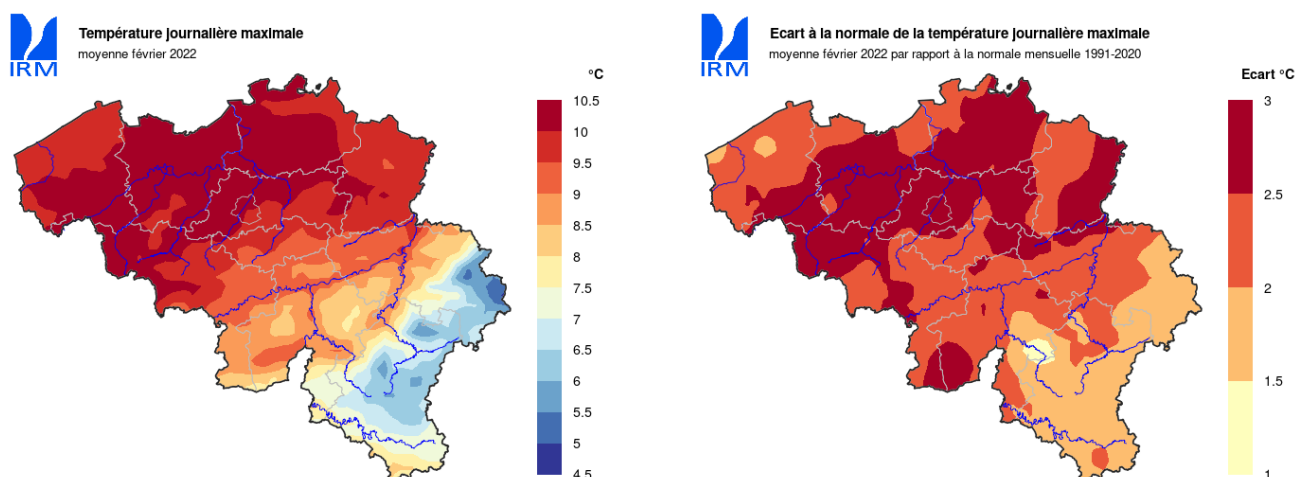 IRM
Température journalière maximale
moyenne février 2022
°C
10.5
10
9.5
9
8.5
8
7.5
7
6.5
6
5.5
5
4.5
IRM
Ecart à la normale de la température journalière maximale
moyenne février 2022 par rapport à la normale mensuelle 1991-2020
Ecart °C
3
2.5
2
1.5
1